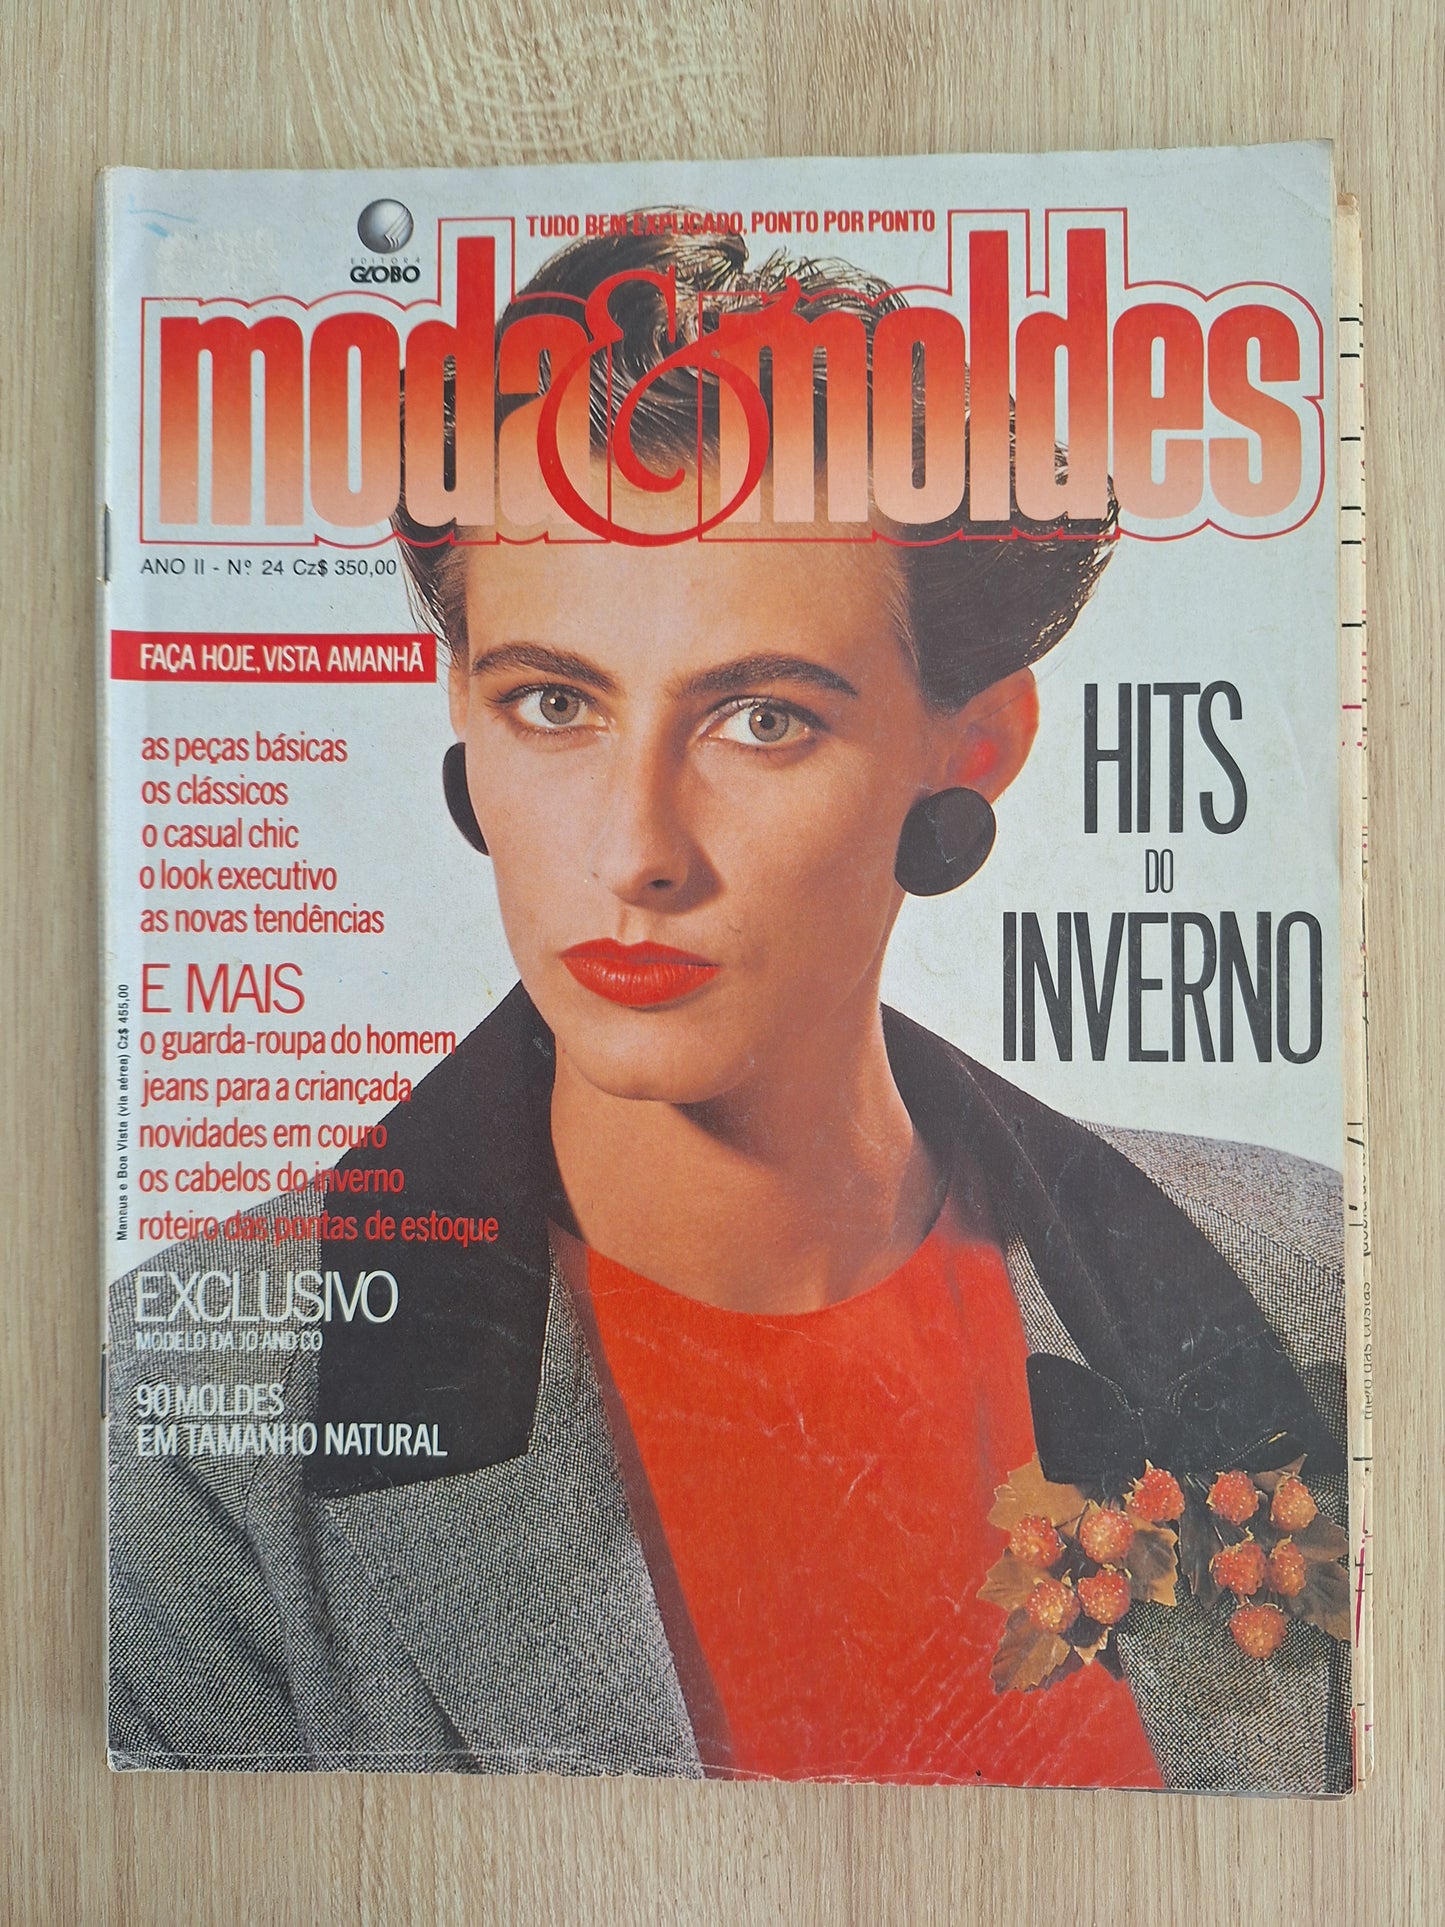 TUDO BEM EXPLICADO, PONTO POR PONTO
EDITORA
GLOBO
moda & moldes
ANO II - Nº 24 Cz$ 350,00
FAÇA HOJE, VISTA AMANHÃ
as peças básicas
os clássicos
o casual chic
o look executivo
as novas tendências
E MAIS
o guarda-roupa do homem
jeans para a criançada
novidades em couro
os cabelos do inverno
roteiro das pontas de estoque
EXCLUSIVO
MODELO DA JO AND CO
90 MOLDES
EM TAMANHO NATURAL
Manaus e Boa Vista (via aérea) Cz$ 455,00
HITS
DO
INVERNO
meio das costas